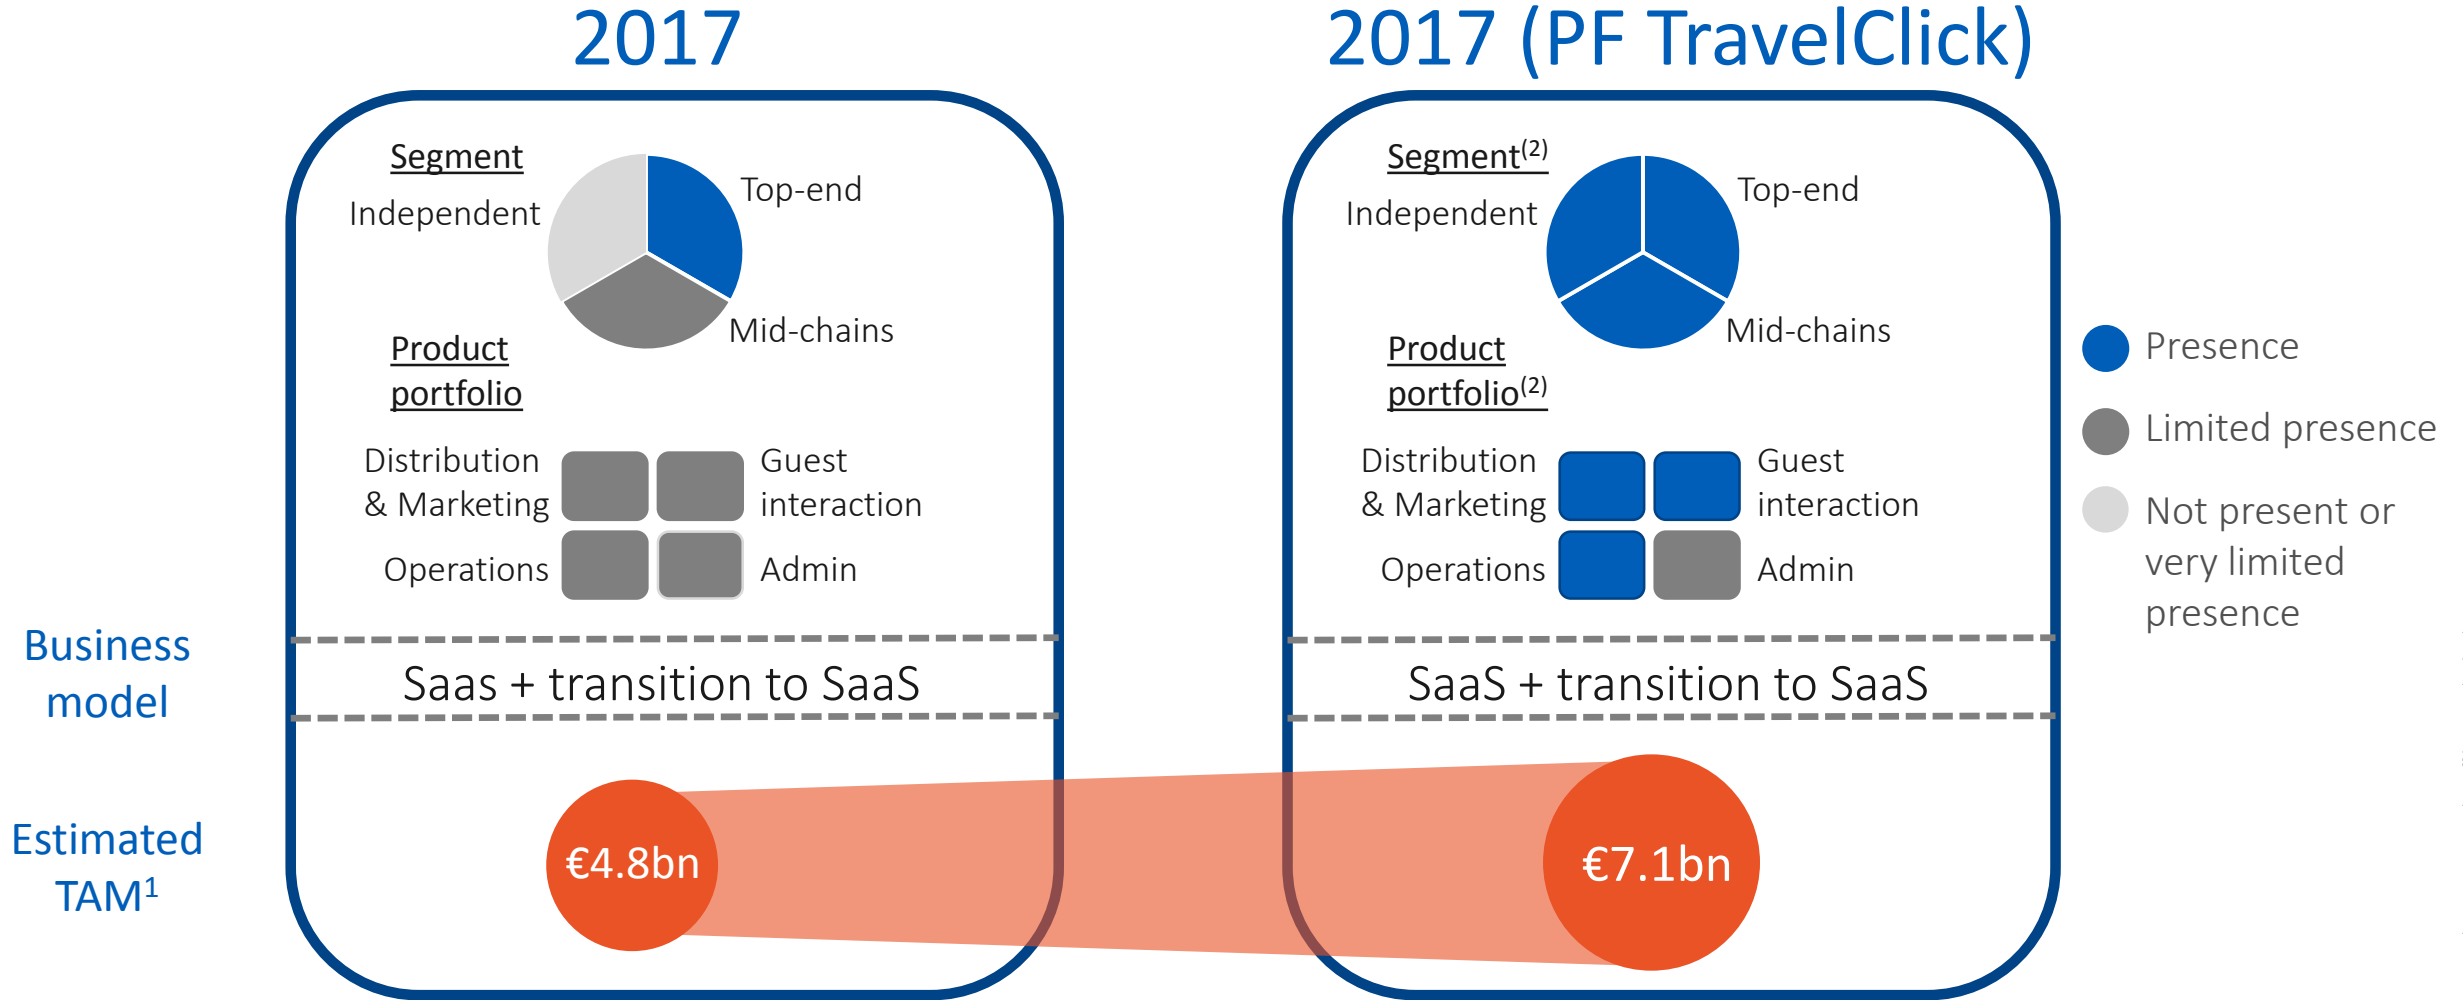 2017
2017 (PF TravelClick)
Segment
Independent
Top-end
Mid-chains
Product
portfolio
Distribution
& Marketing
Guest
interaction
Operations
Admin
Segment(2)
Independent
Top-end
Mid-chains
Product
portfolio(2)
Distribution
& Marketing
Guest
interaction
Operations
Admin
Presence
Limited presence
Not present or
very limited
presence
Business
model
Saas + transition to SaaS
SaaS + transition to SaaS
Estimated
TAM1
€4.8bn
€7.1bn